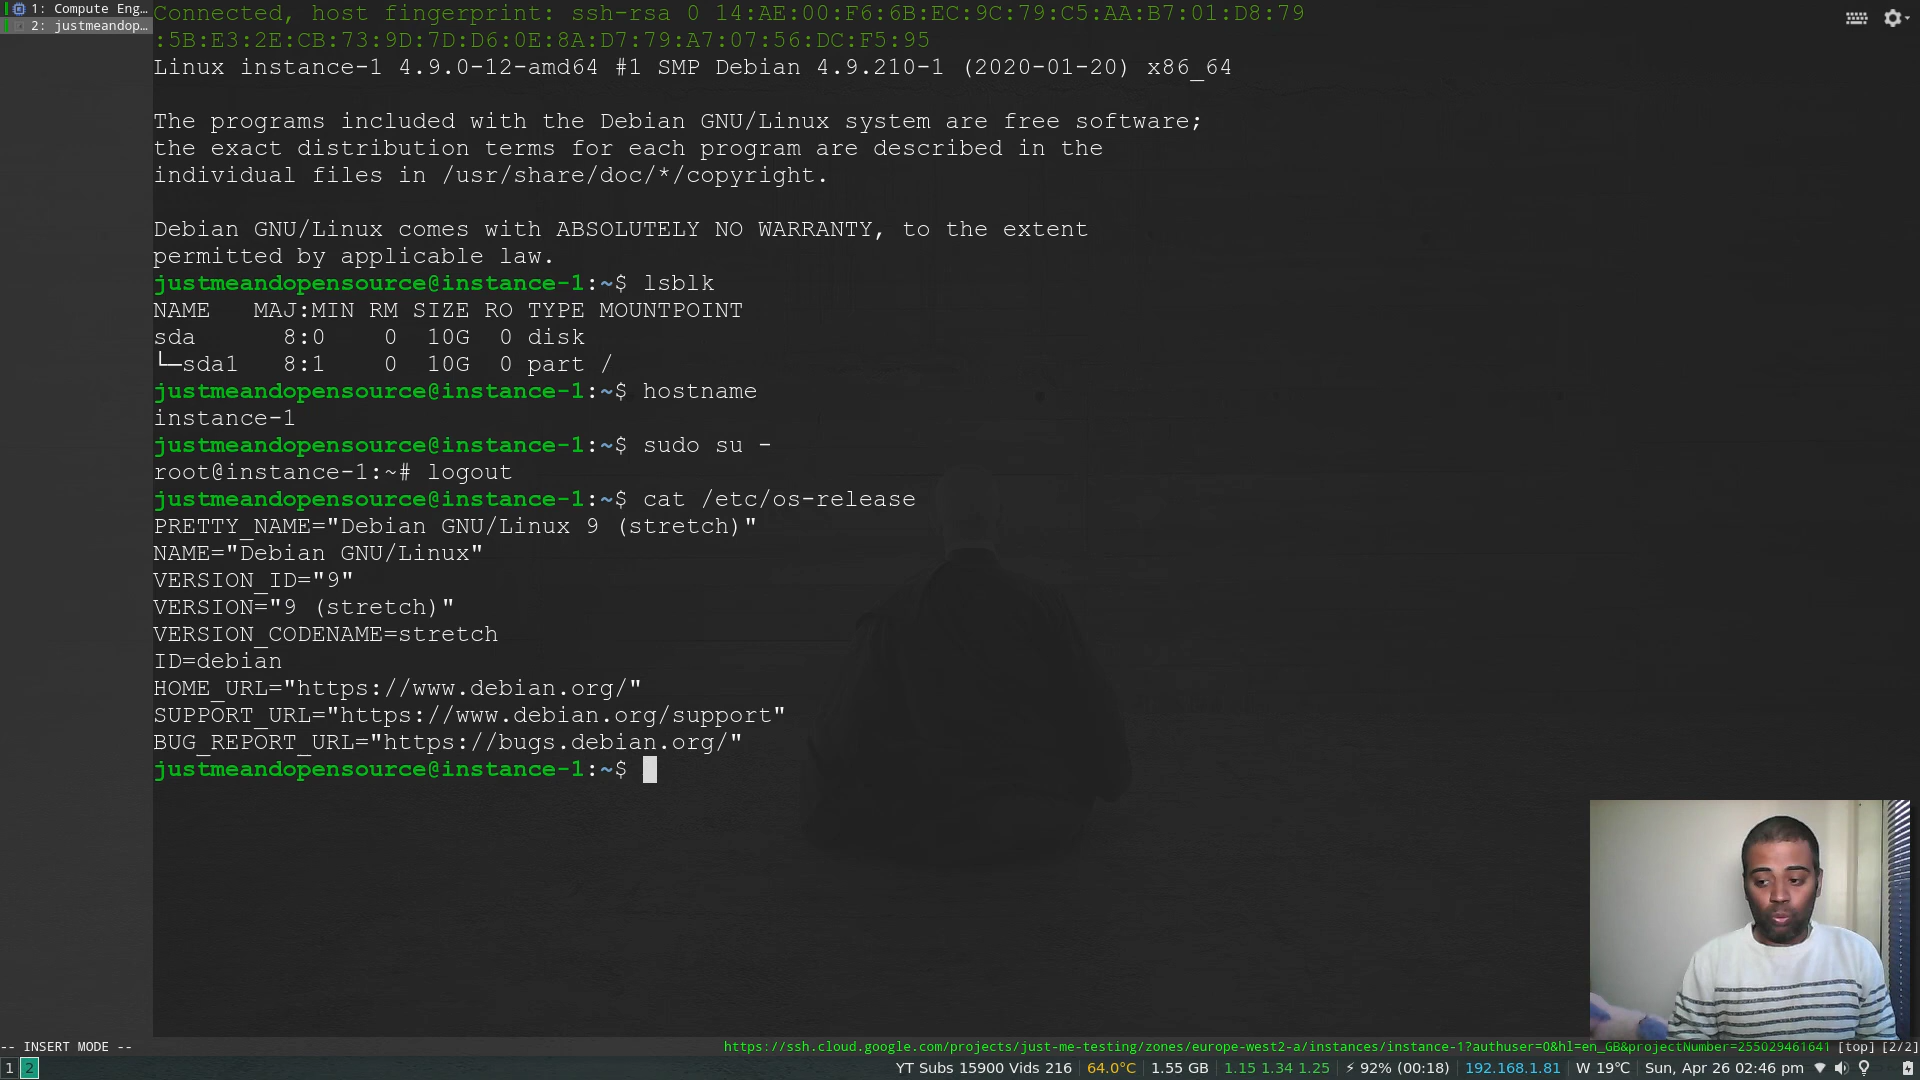 1: Compute Eng…
2: justmeandop…
Connected, host fingerprint: ssh-rsa 0 14:AE:00:F6:6B:EC:9C:79:C5:AA:B7:01:D8:79
:5B:E3:2E:CB:73:9D:7D:D6:0E:8A:D7:79:A7:07:56:DC:F5:95
Linux instance-1 4.9.0-12-amd64 #1 SMP Debian 4.9.210-1 (2020-01-20) x86_64
The programs included with the Debian GNU/Linux system are free software;
the exact distribution terms for each program are described in the
individual files in /usr/share/doc/*/copyright.
Debian GNU/Linux comes with ABSOLUTELY NO WARRANTY, to the extent
permitted by applicable law.
justmeandopensource@instance-1:~$ lsblk
NAME   MAJ:MIN RM SIZE RO TYPE MOUNTPOINT
sda      8:0    0  10G  0 disk
└─sda1   8:1    0  10G  0 part /
justmeandopensource@instance-1:~$ hostname
instance-1
justmeandopensource@instance-1:~$ sudo su -
root@instance-1:~# logout
justmeandopensource@instance-1:~$ cat /etc/os-release
PRETTY_NAME="Debian GNU/Linux 9 (stretch)"
NAME="Debian GNU/Linux"
VERSION_ID="9"
VERSION="9 (stretch)"
VERSION_CODENAME=stretch
ID=debian
HOME_URL="https://www.debian.org/"
SUPPORT_URL="https://www.debian.org/support"
BUG_REPORT_URL="https://bugs.debian.org/"
justmeandopensource@instance-1:~$
-- INSERT MODE --
https://ssh.cloud.google.com/projects/just-me-testing/zones/europe-west2-a/instances/instance-1?authuser=0&hl=en_GB&projectNumber=255029461641 [top] [2/2]
1 2
YT Subs 15900 Vids 216 | 64.0°C | 1.55 GB | 1.15 1.34 1.25 | ⚡ 92% (00:18) | 192.168.1.81 | W 19℃ | Sun, Apr 26 02:46 pm